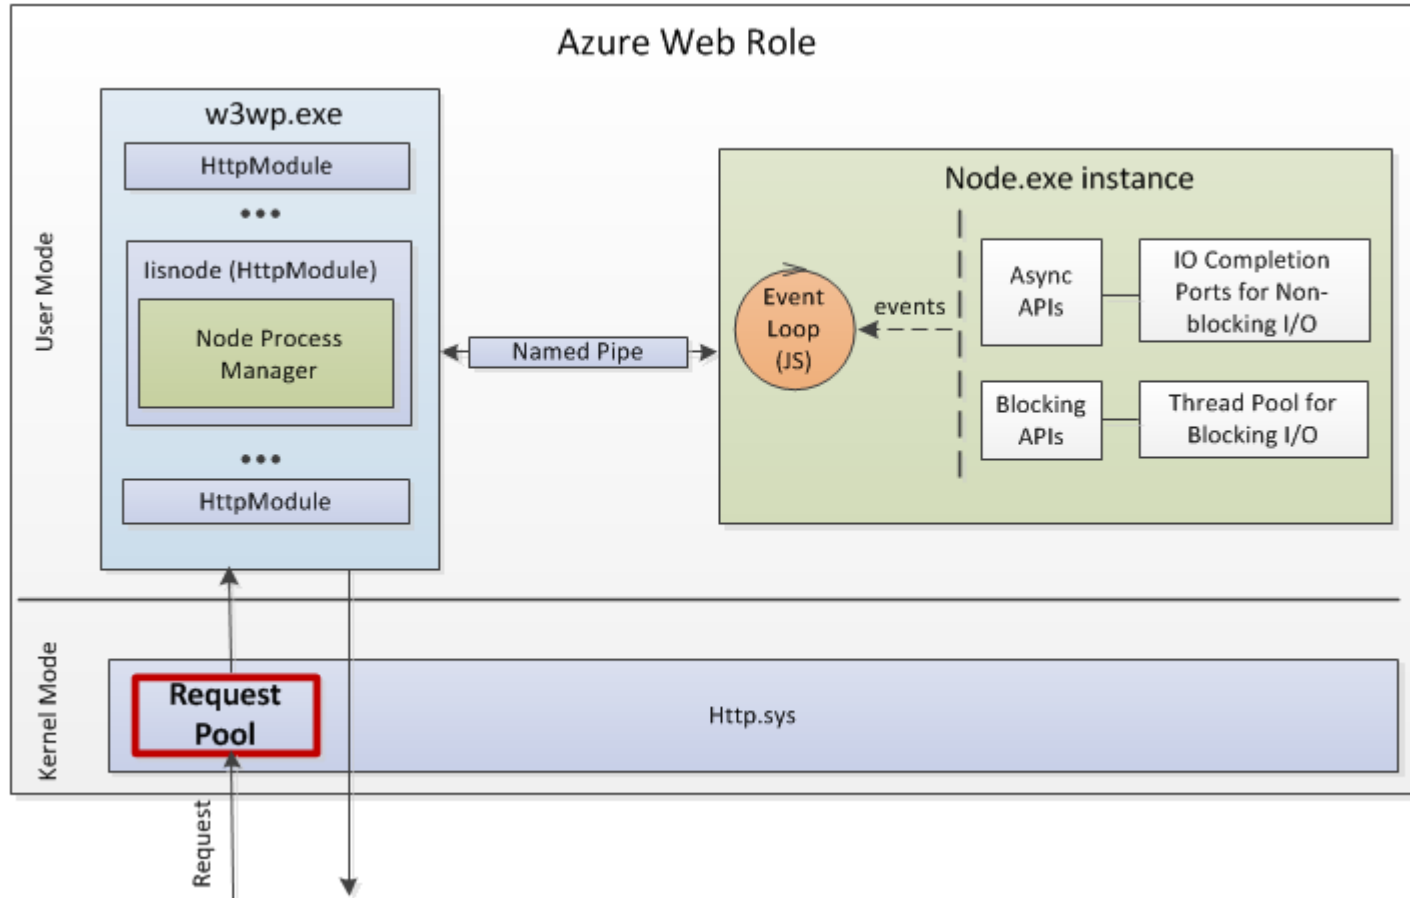 Azure Web Role
User Mode
w3wp.exe
HttpModule
•••
Iisnode (HttpModule)
Node Process
Manager
•••
HttpModule
Named Pipe
Node.exe instance
Event
Loop
(JS)
events
Async
APIs
IO Completion
Ports for Non-
blocking I/O
Blocking
APIs
Thread Pool for
Blocking I/O
Kernel Mode
Request
Pool
Http.sys
Request